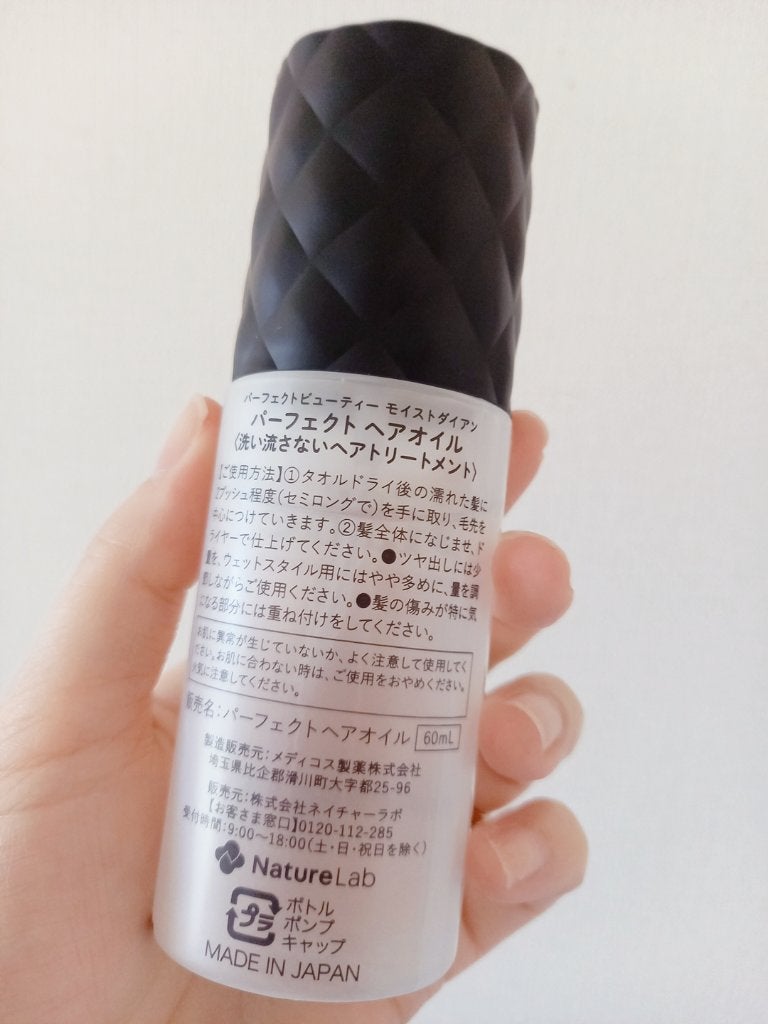 パーフェクトビューティー モイストダイアン
パーフェクト ヘアオイル
〈洗い流さないヘアトリートメント〉
【ご使用方法】①タオルドライ後の濡れた髪に
プッシュ程度(セミロングで)を手に取り、毛先を
中心につけていきます。②髪全体になじませ、ド
ライヤーで仕上げてください。●ツヤ出しには少
量を、ウェットスタイル用にはやや多めに、量を調
節しながらご使用ください。●髪の傷みが特に気
になる部分には重ね付けをしてください。
お肌に異常が生じていないか、よく注意して使用してく
ださい。お肌に合わない時は、ご使用をおやめください。
火気に注意してください。
販売名：パーフェクトヘアオイル 60mL
製造販売元：メディコス製薬株式会社
埼玉県比企郡滑川町大字都25-96
販売元：株式会社ネイチャーラボ
【お客さま窓口】0120-112-285
受付時間：9:00〜18:00(土・日・祝日を除く)
NatureLab
プラ ボトル
ポンプ
キャップ
MADE IN JAPAN